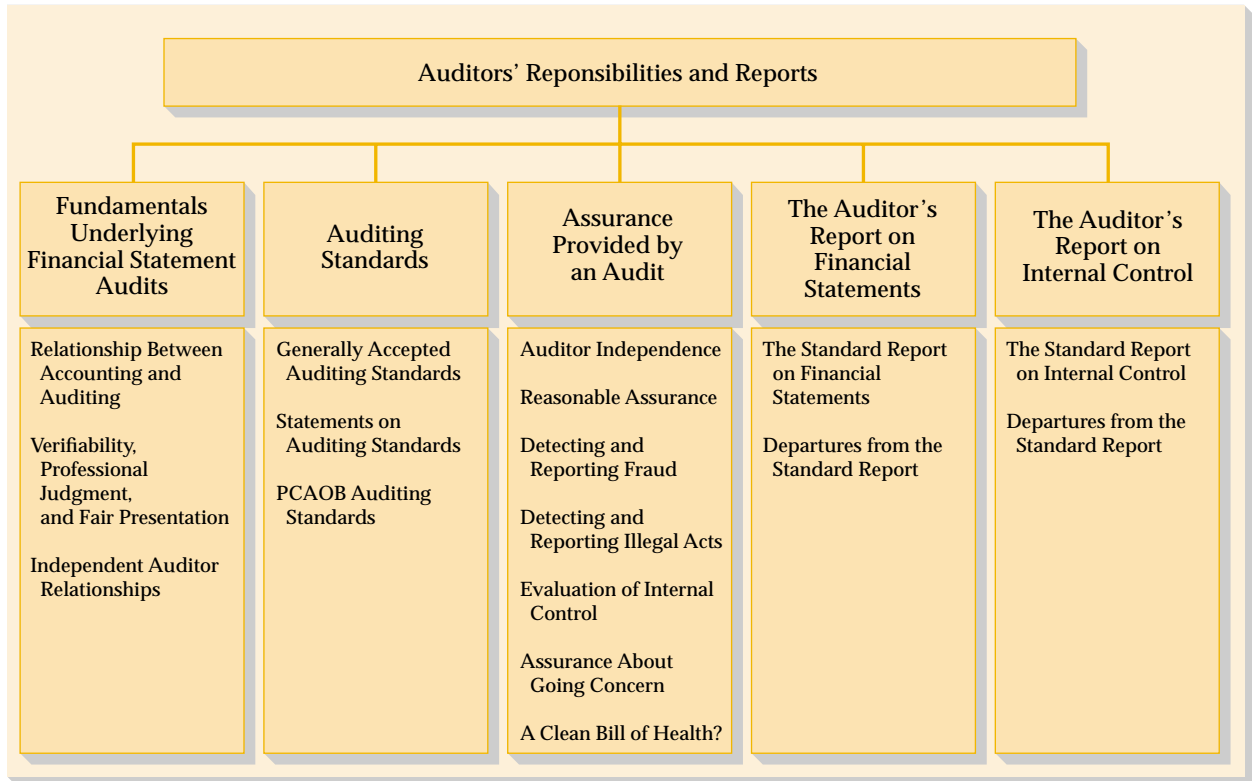 Auditors' Reponsibilities and Reports
Fundamentals
Underlying
Financial Statement
Audits
Relationship Between
Accounting and
Auditing
Verifiability,
Professional
Judgment,
and Fair Presentation
Independent Auditor
Relationships
Auditing
Standards
Generally Accepted
Auditing Standards
Statements on
Auditing Standards
PCAOB Auditing
Standards
Assurance
Provided by
an Audit
Auditor Independence
Reasonable Assurance
Detecting and
Reporting Fraud
Detecting and
Reporting Illegal Acts
Evaluation of Internal
Control
Assurance About
Going Concern
A Clean Bill of Health?
The Auditor's
Report on
Financial
Statements
The Standard Report
on Financial
Statements
Departures from the
Standard Report
The Auditor's
Report on
Internal Control
The Standard Report
on Internal Control
Departures from the
Standard Report